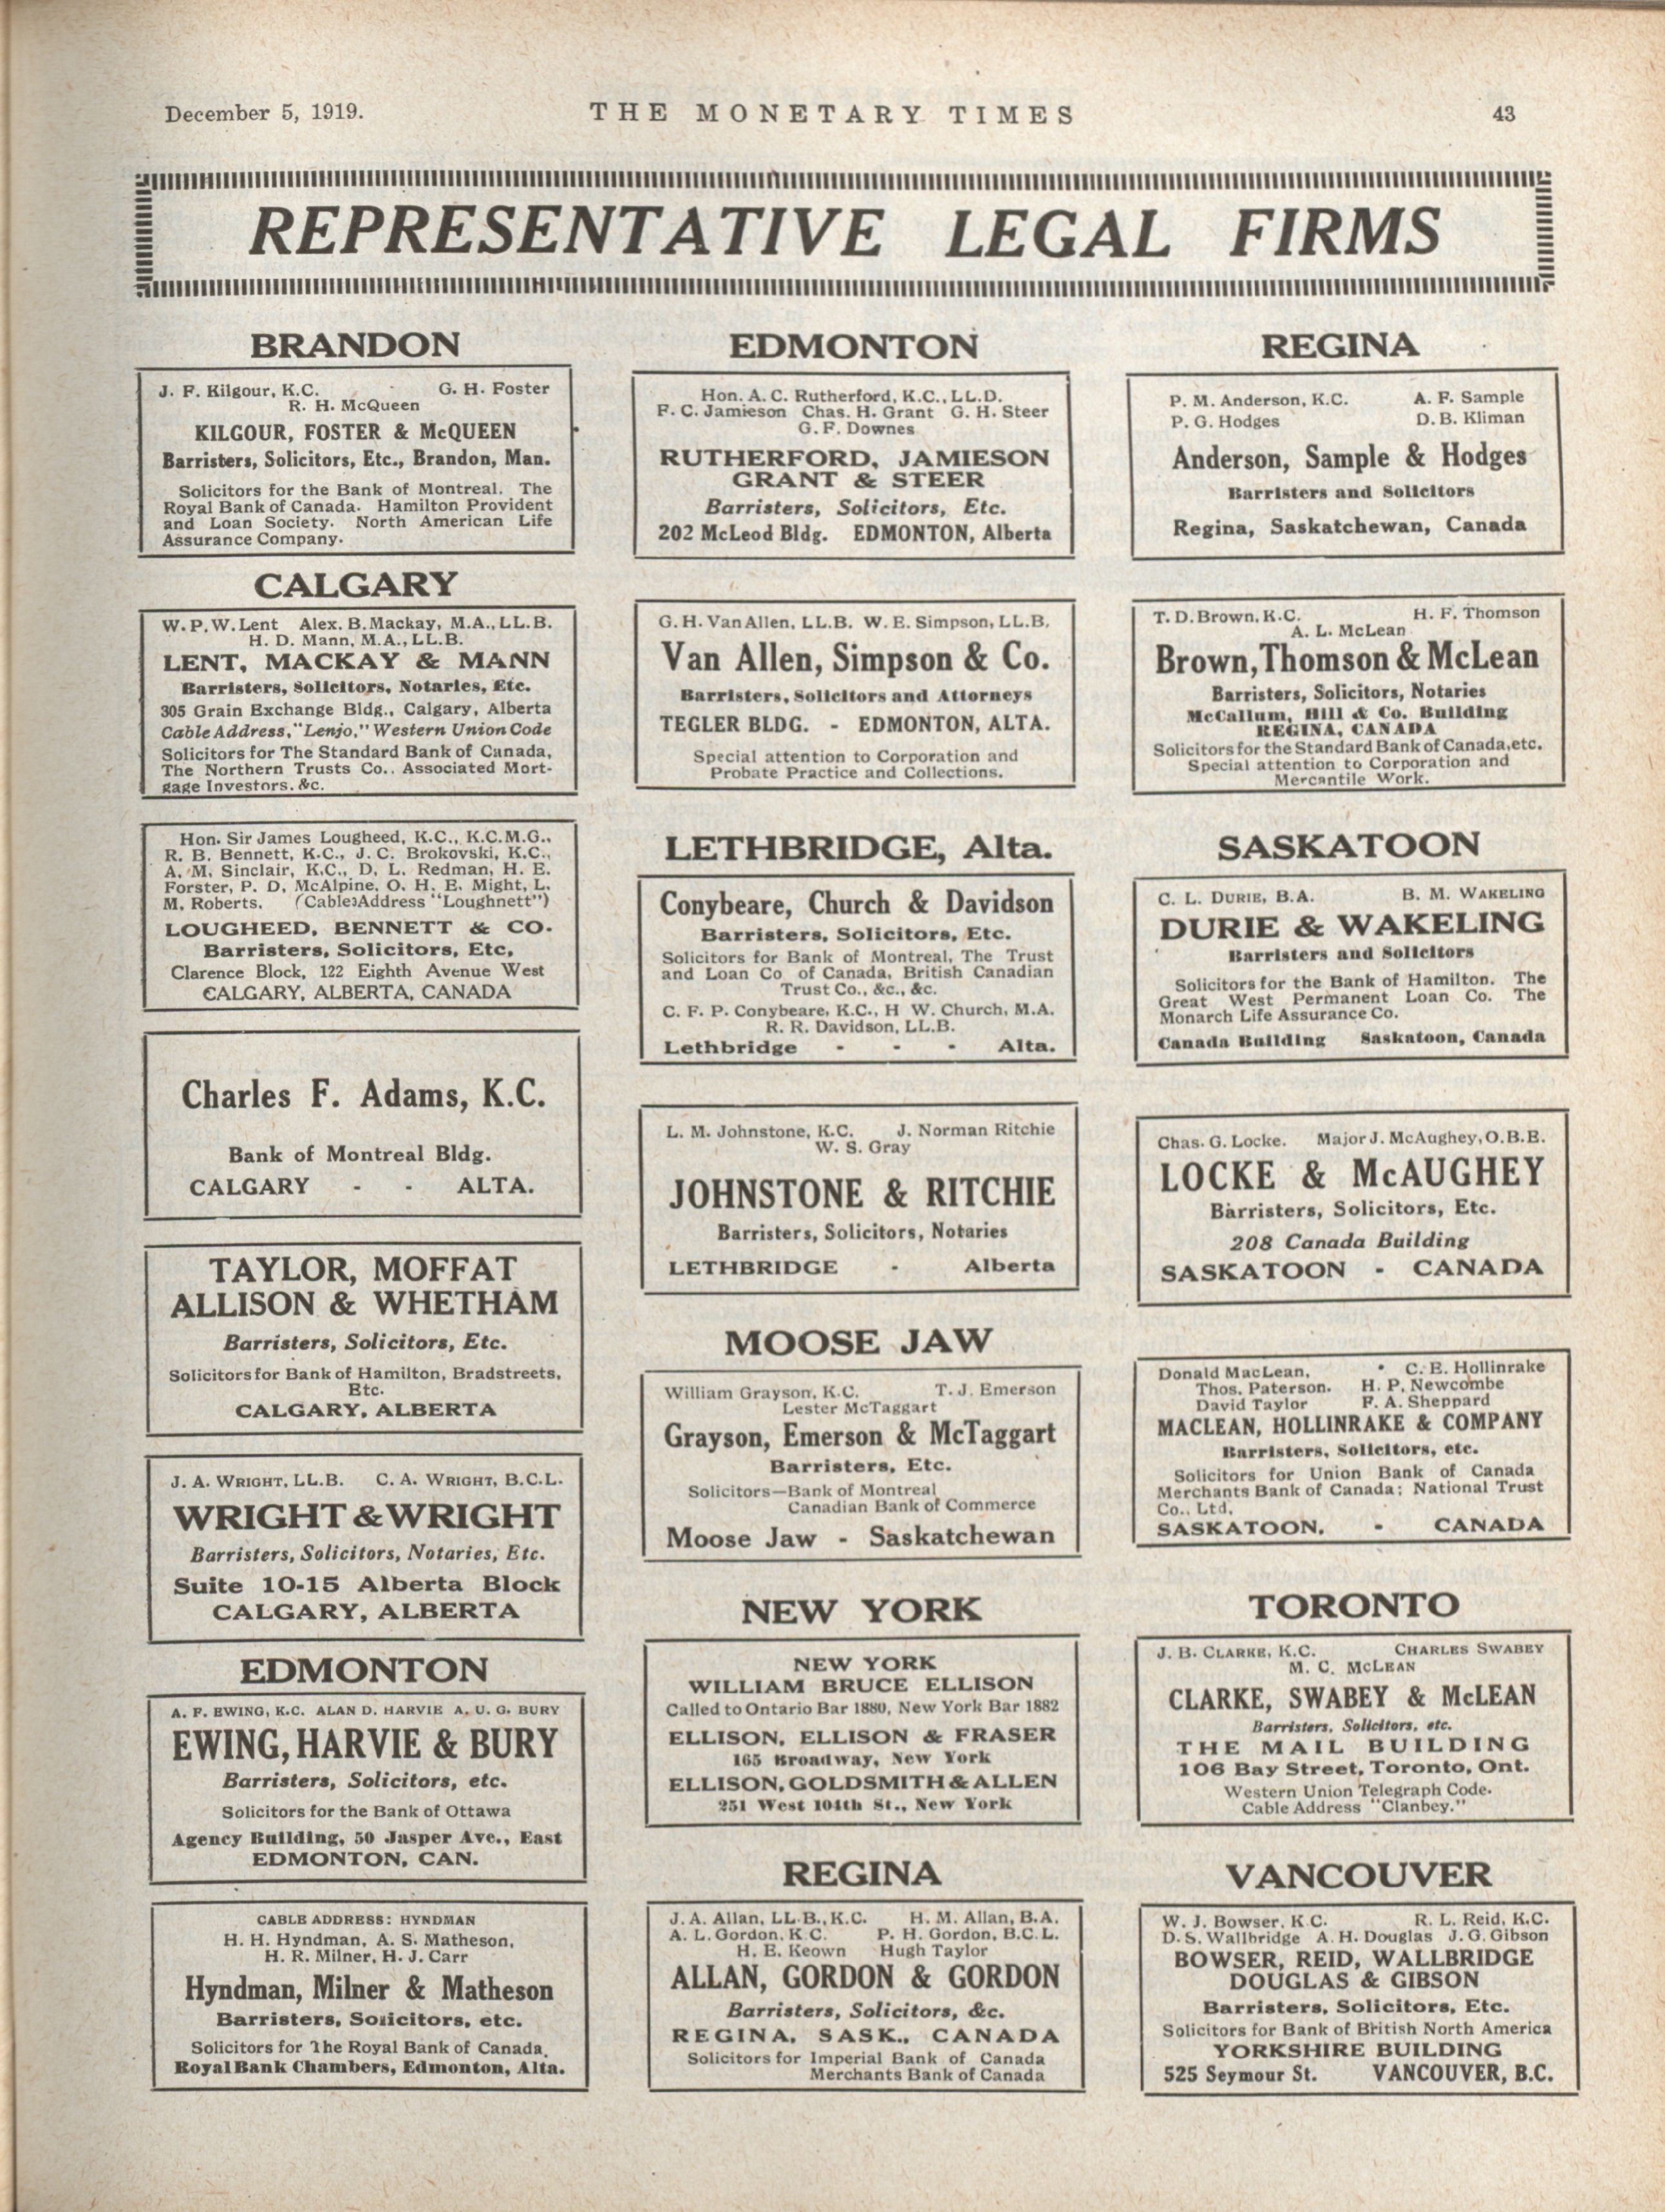 December 5, 1919.
THE MONETARY TIMES
43
REPRESENTATIVE LEGAL FIRMS
BRANDON
J. F. Kilgour, K.C. G. H. Foster
R. H. McQueen
KILGOUR, FOSTER & McQUEEN
Barristers, Solicitors, Etc., Brandon, Man.
Solicitors for the Bank of Montreal. The
Royal Bank of Canada. Hamilton Provident
and Loan Society. North American Life
Assurance Company.
CALGARY
W. P. W. Lent Alex. B. Mackay, M.A., LL.B.
H. D. Mann, M.A., LL.B.
LENT, MACKAY & MANN
Barristers, Solicitors, Notaries, Etc.
305 Grain Exchange Bldg., Calgary, Alberta
Cable Address, "Lenjo," Western Union Code
Solicitors for The Standard Bank of Canada,
The Northern Trusts Co., Associated Mort-
gage Investors. &c.
Hon. Sir James Lougheed, K.C., K.C.M.G.,
R. B. Bennett, K.C., J. C. Brokovski, K.C.,
A. M. Sinclair, K.C., D. L. Redman, H. E.
Forster, P. D. McAlpine, O. H. E. Might, L.
M. Roberts. (Cable Address "Loughnett")
LOUGHEED, BENNETT & CO.
Barristers, Solicitors, Etc,
Clarence Block, 122 Eighth Avenue West
CALGARY, ALBERTA, CANADA
Charles F. Adams, K.C.
Bank of Montreal Bldg.
CALGARY - - ALTA.
TAYLOR, MOFFAT
ALLISON & WHETHAM
Barristers, Solicitors, Etc.
Solicitors for Bank of Hamilton, Bradstreets,
Etc.
CALGARY, ALBERTA
J. A. WRIGHT, LL.B. C. A. WRIGHT, B.C.L.
WRIGHT & WRIGHT
Barristers, Solicitors, Notaries, Etc.
Suite 10-15 Alberta Block
CALGARY, ALBERTA
EDMONTON
A. F. EWING, K.C. ALAN D. HARVIE A. U. G. BURY
EWING, HARVIE & BURY
Barristers, Solicitors, etc.
Solicitors for the Bank of Ottawa
Agency Building, 50 Jasper Ave., East
EDMONTON, CAN.
CABLE ADDRESS: HYNDMAN
H. H. Hyndman, A. S. Matheson,
H. R. Milner, H. J. Carr
Hyndman, Milner & Matheson
Barristers, Solicitors, etc.
Solicitors for The Royal Bank of Canada.
Royal Bank Chambers, Edmonton, Alta.
EDMONTON
Hon. A. C. Rutherford, K.C., LL.D.
F. C. Jamieson Chas. H. Grant G. H. Steer
G. F. Downes
RUTHERFORD, JAMIESON
GRANT & STEER
Barristers, Solicitors, Etc.
202 McLeod Bldg. EDMONTON, Alberta
G. H. Van Allen, LL.B. W. E. Simpson, LL.B.
Van Allen, Simpson & Co.
Barristers, Solicitors and Attorneys
TEGLER BLDG. - EDMONTON, ALTA.
Special attention to Corporation and
Probate Practice and Collections.
LETHBRIDGE, Alta.
Conybeare, Church & Davidson
Barristers, Solicitors, Etc.
Solicitors for Bank of Montreal, The Trust
and Loan Co of Canada, British Canadian
Trust Co., &c., &c.
C. F. P. Conybeare, K.C., H W. Church, M.A.
R. R. Davidson, LL.B.
Lethbridge - - - Alta.
L. M. Johnstone, K.C. J. Norman Ritchie
W. S. Gray
JOHNSTONE & RITCHIE
Barristers, Solicitors, Notaries
LETHBRIDGE - Alberta
MOOSE JAW
William Grayson, K.C. T. J. Emerson
Lester McTaggart
Grayson, Emerson & McTaggart
Barristers, Etc.
Solicitors—Bank of Montreal
Canadian Bank of Commerce
Moose Jaw - Saskatchewan
NEW YORK
NEW YORK
WILLIAM BRUCE ELLISON
Called to Ontario Bar 1880, New York Bar 1882
ELLISON, ELLISON & FRASER
165 Broadway, New York
ELLISON, GOLDSMITH & ALLEN
251 West 104th St., New York
REGINA
J. A. Allan, LL.B., K.C. H. M. Allan, B.A.
A. L. Gordon, K.C. P. H. Gordon, B.C.L.
H. E. Keown Hugh Taylor
ALLAN, GORDON & GORDON
Barristers, Solicitors, &c.
REGINA, SASK., CANADA
Solicitors for Imperial Bank of Canada
Merchants Bank of Canada
REGINA
P. M. Anderson, K.C. A. F. Sample
P. G. Hodges D. B. Kliman
Anderson, Sample & Hodges
Barristers and Solicitors
Regina, Saskatchewan, Canada
T. D. Brown, K.C. H. F. Thomson
A. L. McLean
Brown, Thomson & McLean
Barristers, Solicitors, Notaries
McCallum, Hill & Co. Building
REGINA, CANADA
Solicitors for the Standard Bank of Canada, etc.
Special attention to Corporation and
Mercantile Work.
SASKATOON
C. L. DURIE, B.A. B. M. WAKELING
DURIE & WAKELING
Barristers and Solicitors
Solicitors for the Bank of Hamilton. The
Great West Permanent Loan Co. The
Monarch Life Assurance Co.
Canada Building Saskatoon, Canada
Chas. G. Locke. Major J. McAughey, O.B.E.
LOCKE & McAUGHEY
Barristers, Solicitors, Etc.
208 Canada Building
SASKATOON - CANADA
Donald MacLean, C. E. Hollinrake
Thos. Paterson. H. P. Newcombe
David Taylor F. A. Sheppard
MACLEAN, HOLLINRAKE & COMPANY
Barristers, Solicitors, etc.
Solicitors for Union Bank of Canada
Merchants Bank of Canada; National Trust
Co., Ltd.
SASKATOON. - CANADA
TORONTO
J. B. CLARKE, K.C. CHARLES SWABEY
M. C. MCLEAN
CLARKE, SWABEY & McLEAN
Barristers, Solicitors, etc.
THE MAIL BUILDING
106 Bay Street, Toronto, Ont.
Western Union Telegraph Code.
Cable Address "Clanbey."
VANCOUVER
W. J. Bowser, K.C. R. L. Reid, K.C.
D. S. Wallbridge A. H. Douglas J. G. Gibson
BOWSER, REID, WALLBRIDGE
DOUGLAS & GIBSON
Barristers, Solicitors, Etc.
Solicitors for Bank of British North America
YORKSHIRE BUILDING
525 Seymour St. VANCOUVER, B.C.